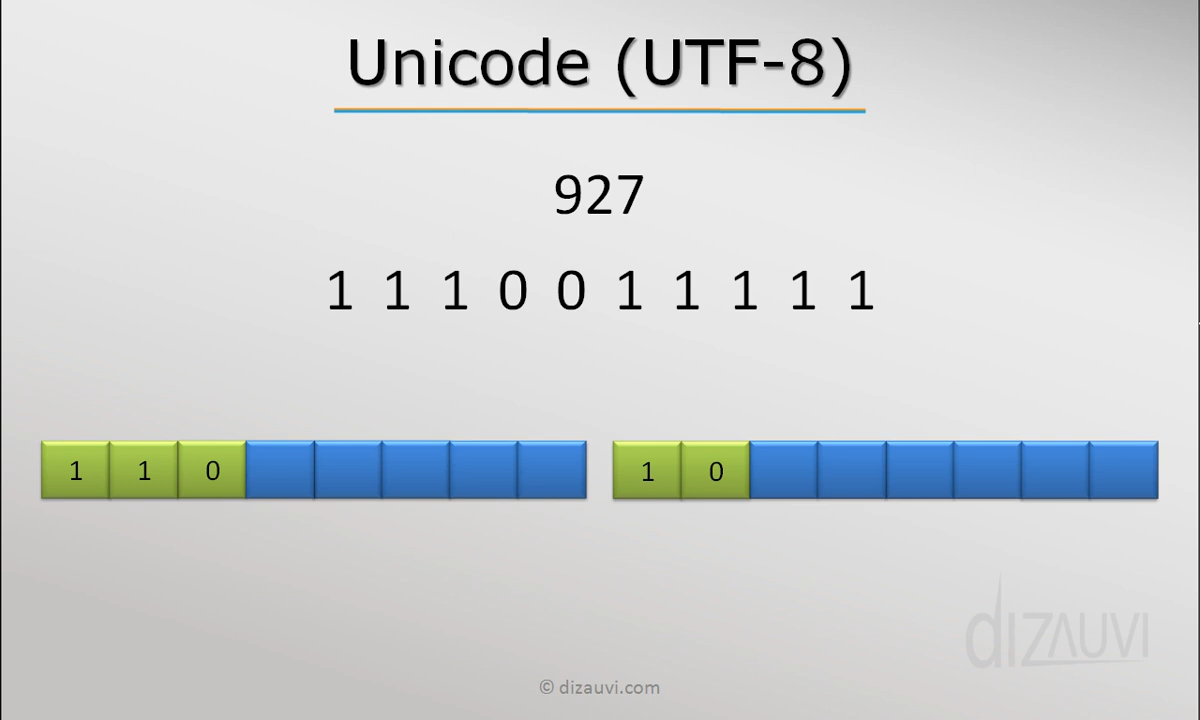 Unicode (UTF-8)
927
1 1 1 0 0 1 1 1 1 1
1 1 0 1 0
dizauvi
© dizauvi.com